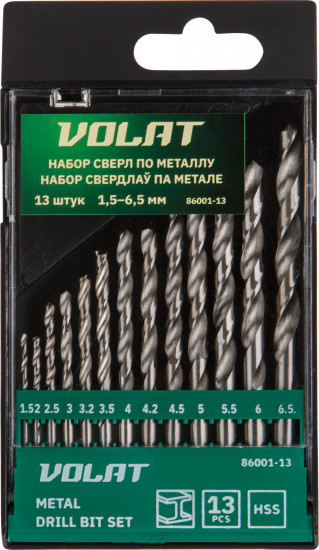 VOLAT
НАБОР СВЕРЛ ПО МЕТАЛЛУ
НАБОР СВЕРДЛАЎ ПА МЕТАЛЕ
13 штук 1,5–6,5 мм 86001-13
1.5 2 2.5 3 3.2 3.5 4 4.2 4.5 5 5.5 6 6.5
VOLAT
86001-13
METAL
DRILL BIT SET
13
PCS
HSS